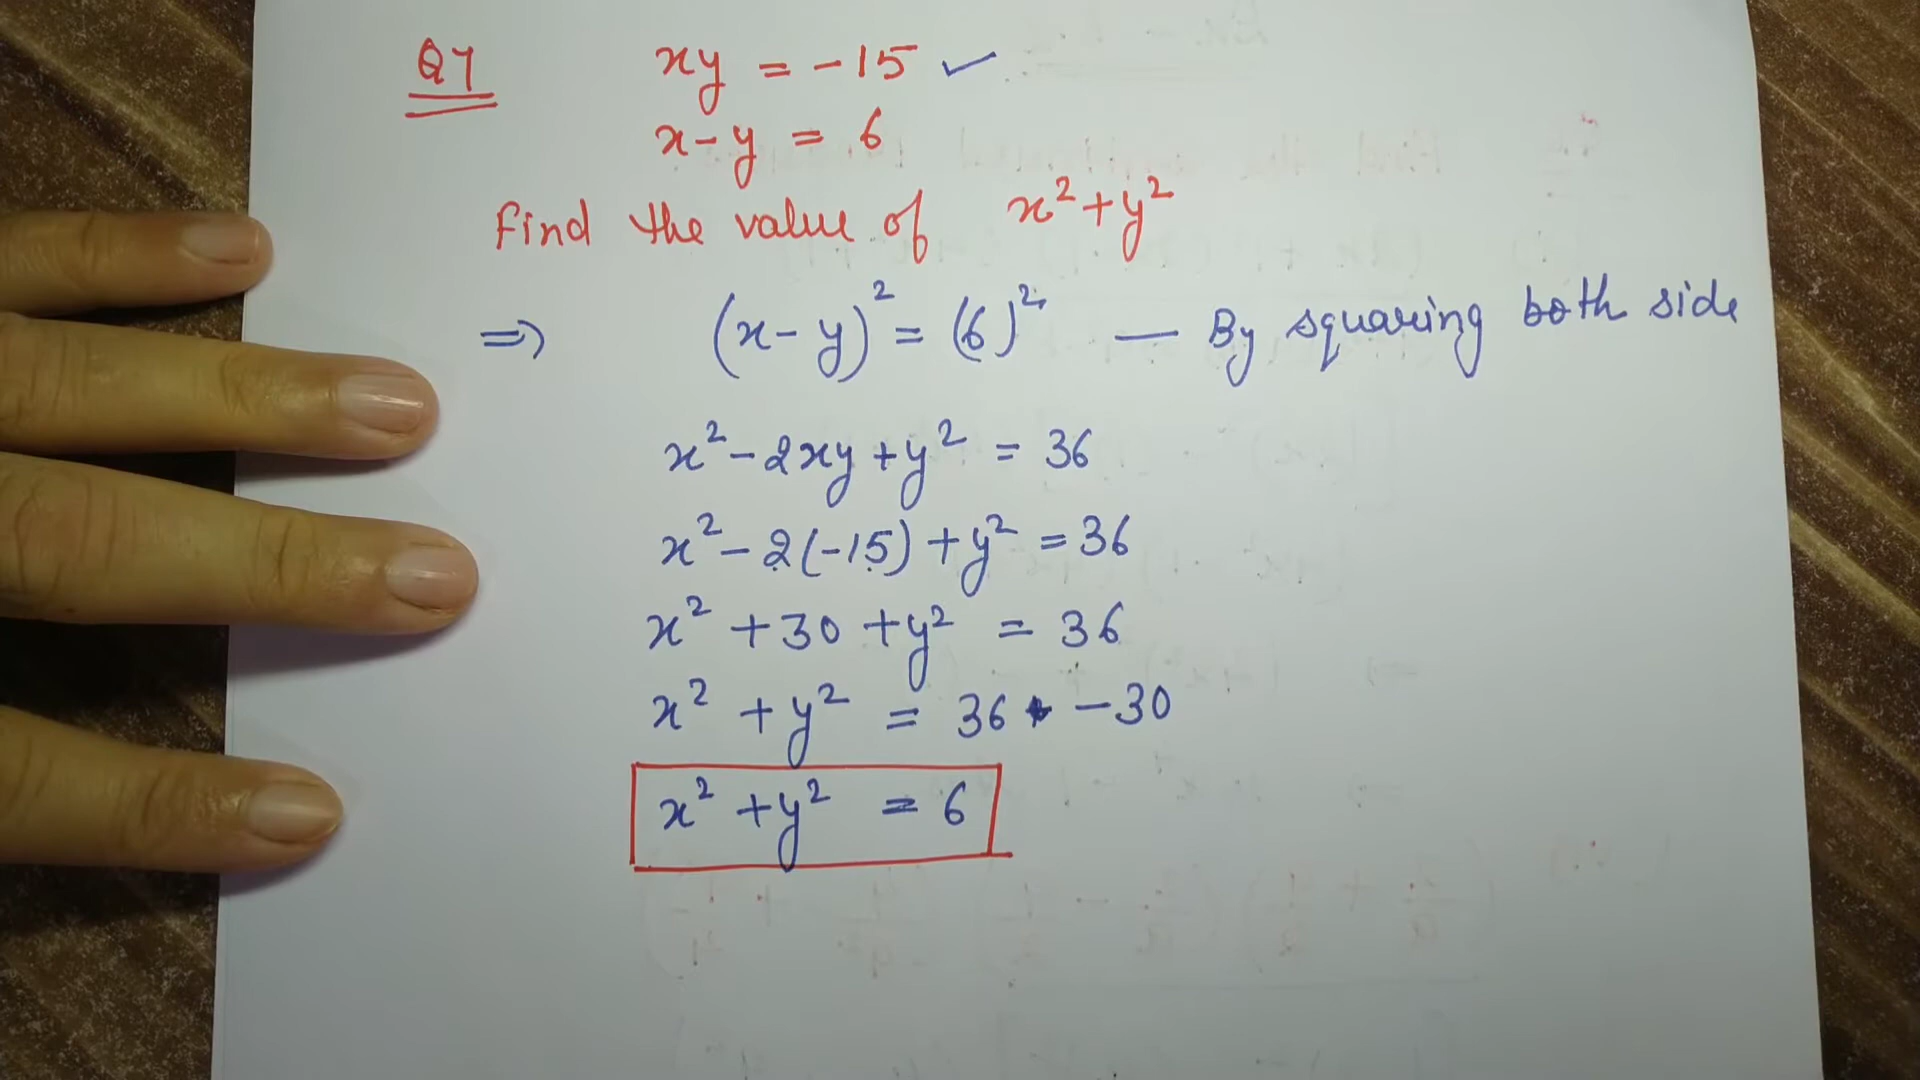 Q7 xy = -15 ✓
x-y = 6
Find the value of x²+y²
⇒ (x-y)² = (6)² — By squaring both side
x²-2xy+y² = 36
x²-2(-15)+y² = 36
x²+30+y² = 36
x²+y² = 36 -30
x²+y² = 6